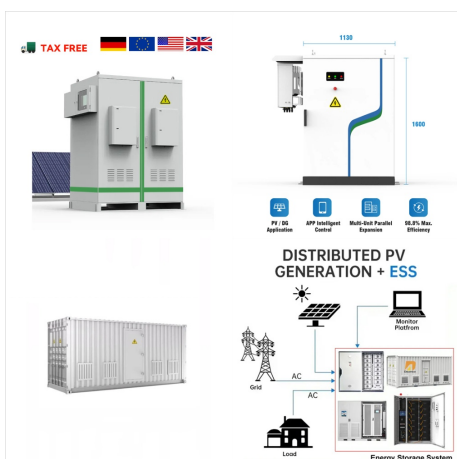 TAX FREE
1130
1600
PV / DG
Application
APP Intelligent
Control
Multi-Unit Parallel
Expansion
98.8% Max.
Efficiency
DISTRIBUTED PV
GENERATION + ESS
Monitor
Plotfrom
Grid
AC
AC
Load
Energy Storage System